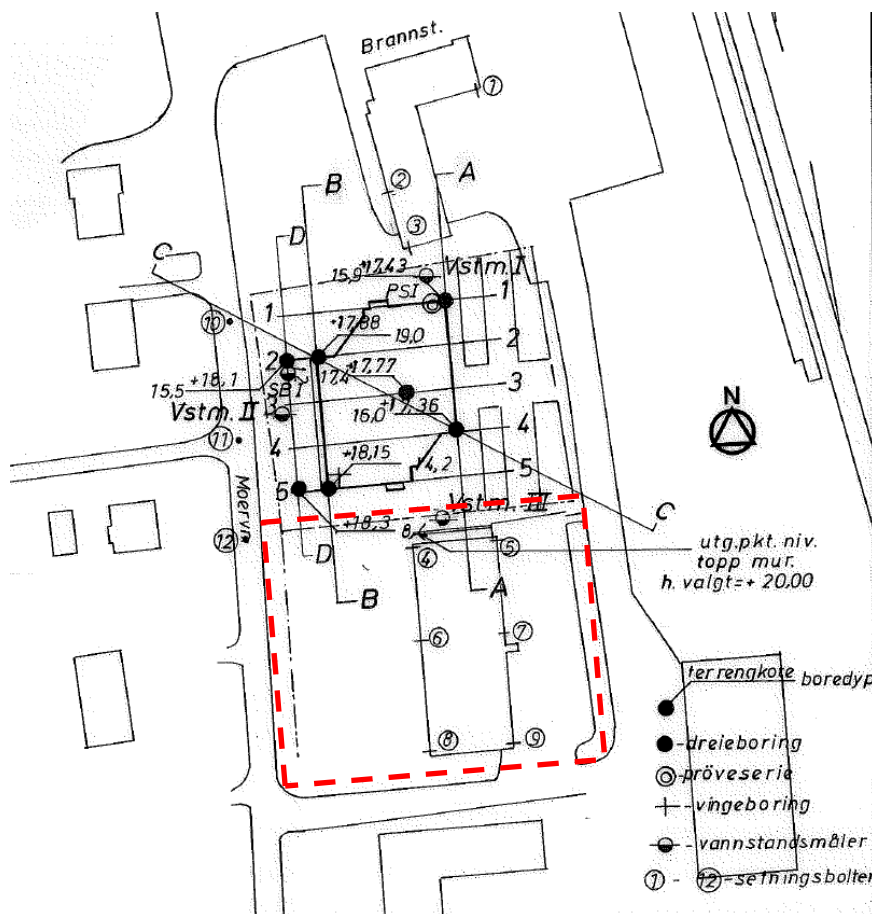 Brannst.
1
2
3
A
B
D
C
15,9
+17,43
Vstm. I
PSI
1
1
10
+17,88
19,0
2
2
+17,77
17,4
15,5
+18,1
SB I
3
3
+17,36
16,0
Vstm. II
4
4
11
+18,15
14,2
5
5
Moervn
N
Vstm. III
C
+18,3
8,4
12
4
5
utg.pkt. niv.
topp mur.
h. valgt=+ 20,00
D
B
A
6
7
8
9
terrengkote
boredyp
-dreieboring
-pröveserie
-vingeboring
-vannstandsmåler
1 - 12 -setningsbolter